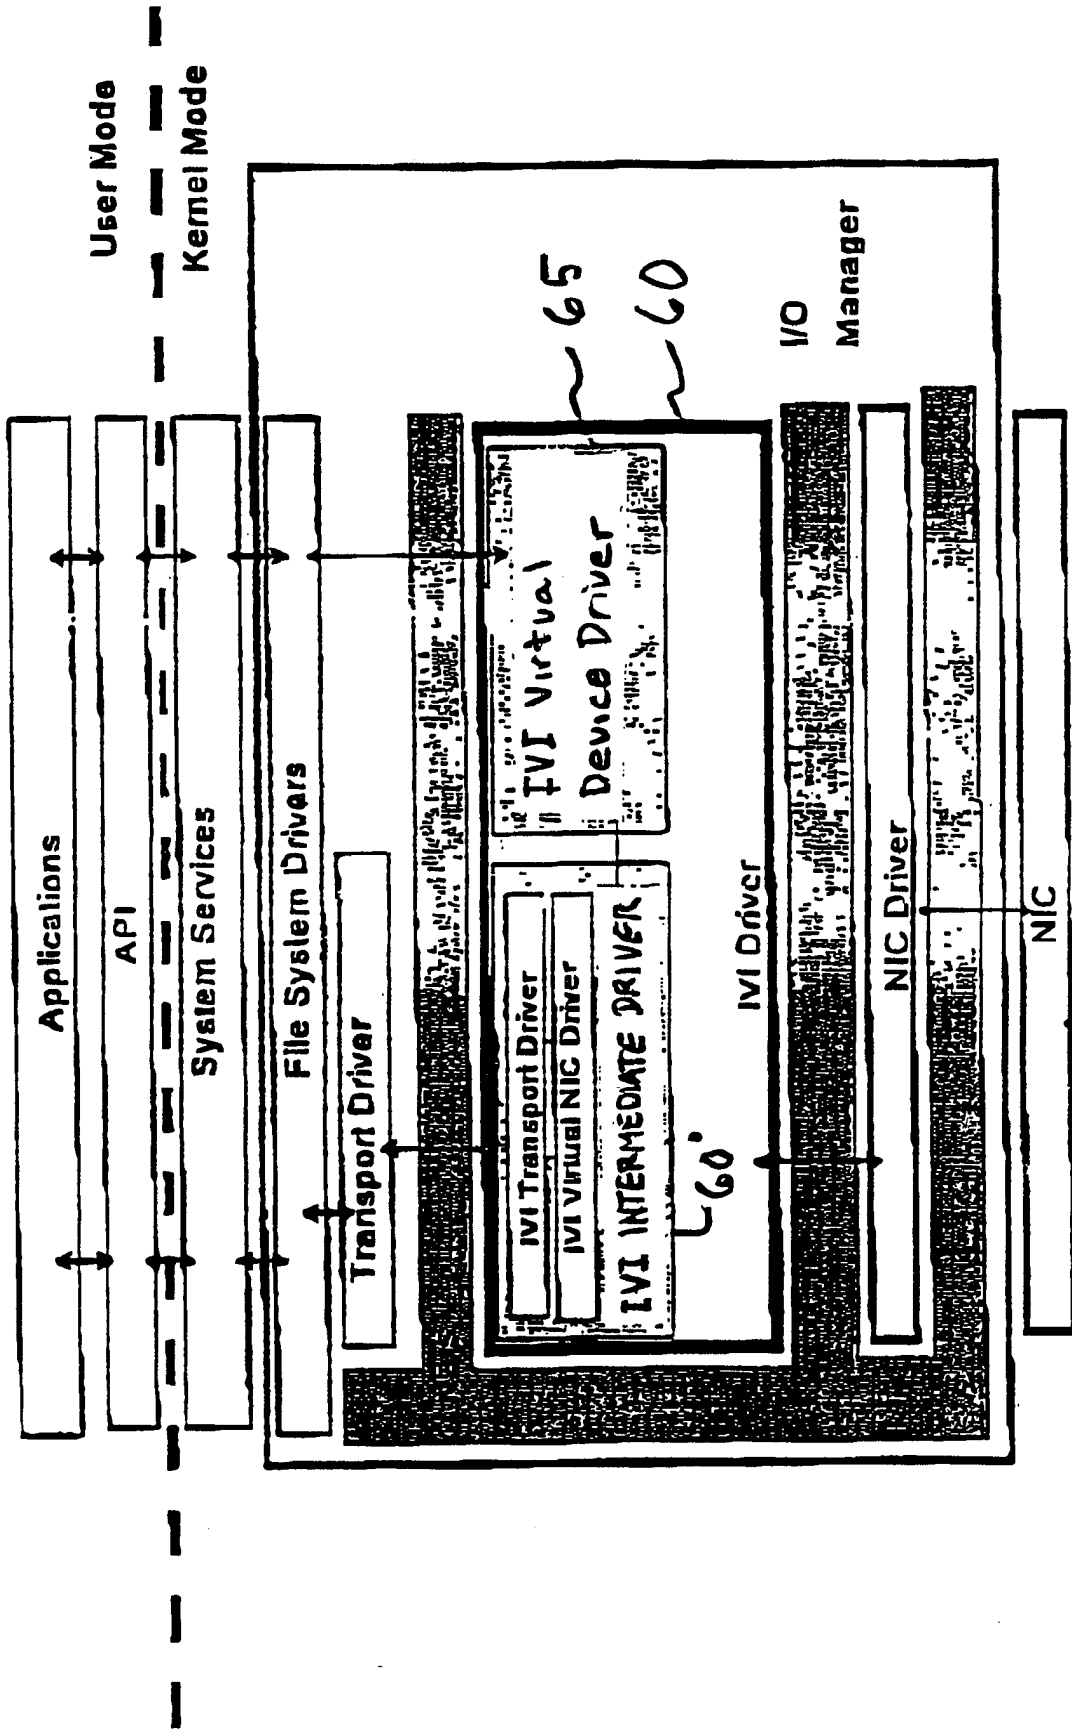 User Mode
Kernel Mode
Applications
API
System Services
File System Drivars
Transport Driver
IVI Transport Driver
IVI Virtual NIC Driver
IVI INTERMEDIATE DRIVER
60'
IVI Virtual
Device Driver
65
60
IVI Driver
I/O
Manager
NIC Driver
NIC